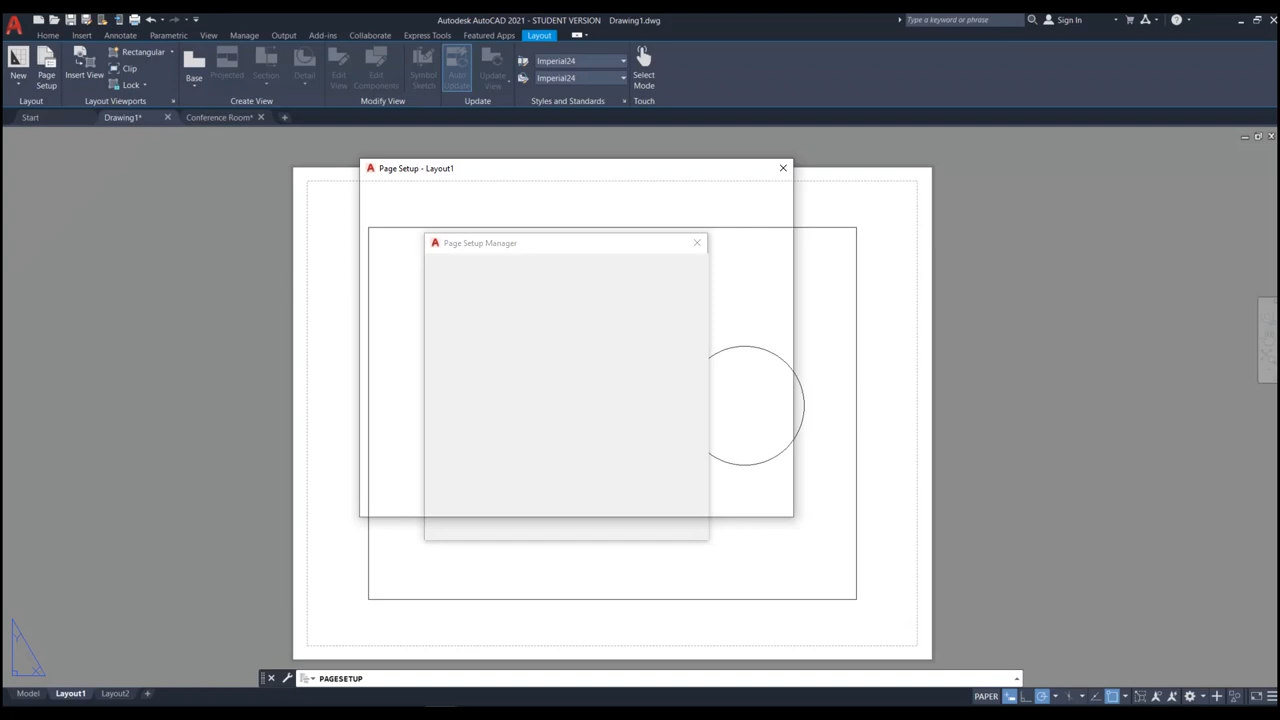 Autodesk AutoCAD 2021 - STUDENT VERSION Drawing1.dwg
Type a keyword or phrase
Sign In
Home Insert Annotate Parametric View Manage Output Add-ins Collaborate Express Tools Featured Apps Layout
New
Page Setup
Insert View
Rectangular
Clip
Lock
Base
Projected
Section
Detail
Edit View
Edit Components
Symbol Sketch
Auto Update
Update View
Imperial24
Imperial24
Select Mode
Layout
Layout Viewports
Create View
Modify View
Update
Styles and Standards
Touch
Start
Drawing1*
Conference Room*
Page Setup - Layout1
Page Setup Manager
Y
X
PAGESETUP
Model
Layout1
Layout2
PAPER